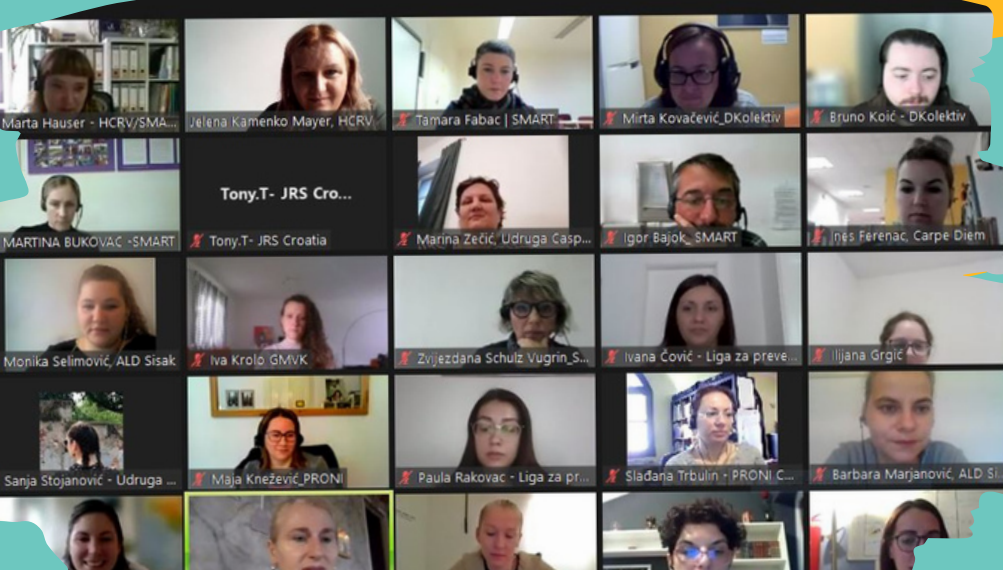 Marta Hauser - HCRV/SMA...
Jelena Kamenko Mayer, HCRV
Tamara Fabac | SMART
Mirta Kovačević_DKolektiv
Bruno Koić - DKolektiv
MARTINA BUKOVAC -SMART
Tony.T- JRS Cro...
Tony.T- JRS Croatia
Marina Zečić, Udruga Casp...
Igor Bajok_ SMART
Ines Ferenac, Carpe Diem
Monika Selimović, ALD Sisak
Iva Krolo GMVK
Zvijezdana Schulz Vugrin_S...
Ivana Čović - Liga za preve...
Ilijana Grgić
Sanja Stojanović - Udruga ...
Maja Knežević_PRONI
Paula Rakovac - Liga za pr...
Slađana Trbulin - PRONI C...
Barbara Marjanović, ALD Si...